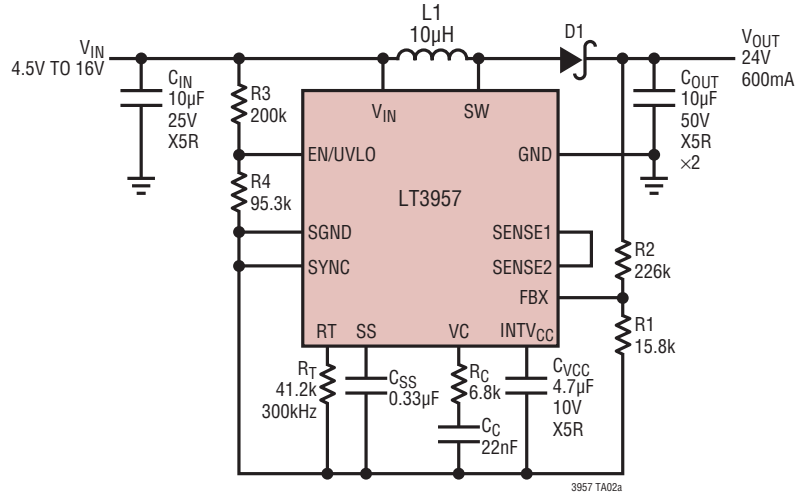 L1
10µH
D1
VIN
4.5V TO 16V
VOUT
24V
600mA
CIN
10µF
25V
X5R
R3
200k
COUT
10µF
50V
X5R
×2
VIN
SW
EN/UVLO
GND
R4
95.3k
LT3957
SGND
SENSE1
SYNC
SENSE2
R2
226k
FBX
RT
SS
VC
INTVCC
R1
15.8k
RT
41.2k
300kHz
CSS
0.33µF
RC
6.8k
CC
22nF
CVCC
4.7µF
10V
X5R
3957 TA02a